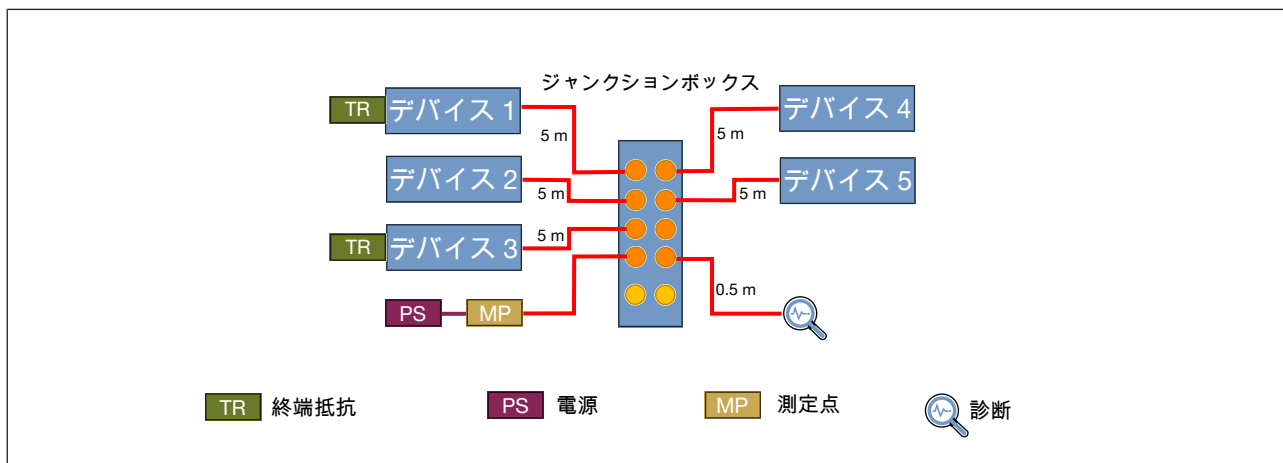 ジャンクションボックス
TR
デバイス 1
5 m
デバイス 4
5 m
デバイス 2
5 m
デバイス 5
5 m
TR
デバイス 3
5 m
PS
MP
0.5 m
TR 終端抵抗
PS 電源
MP 測定点
診断